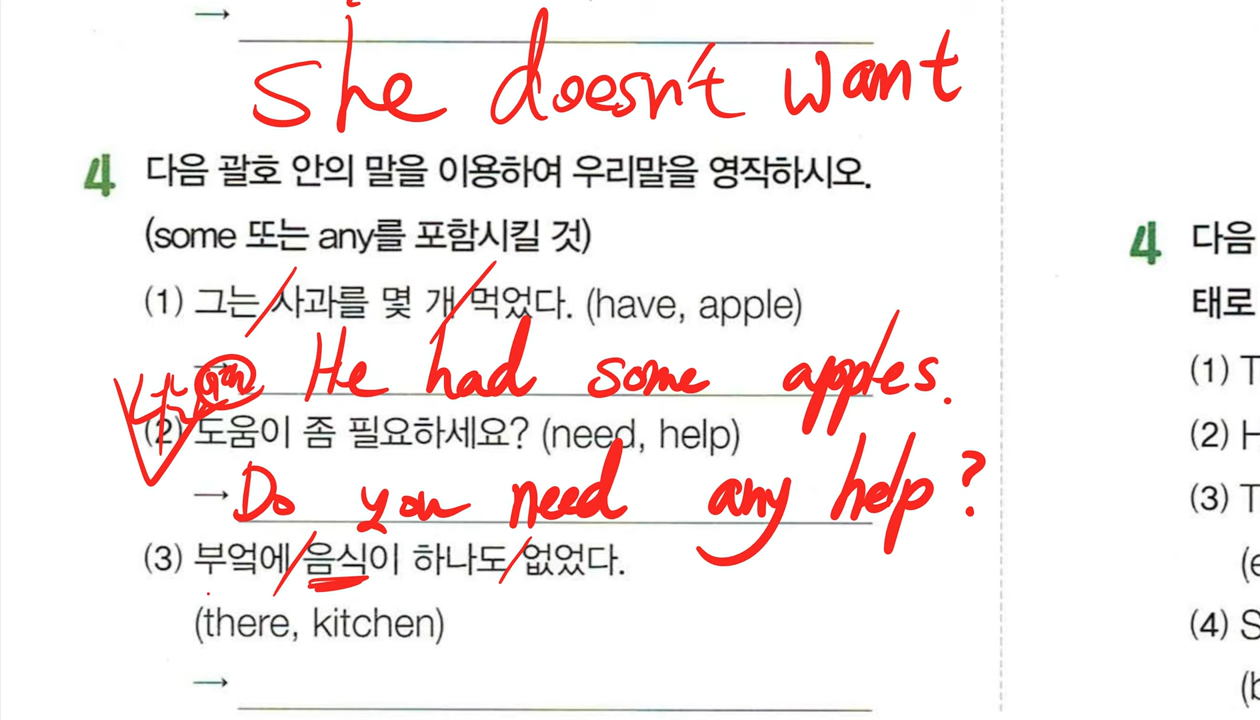 →
she doesn't want
4 다음 괄호 안의 말을 이용하여 우리말을 영작하시오.
(some 또는 any를 포함시킬 것)
(1) 그는 사과를 몇 개 먹었다. (have, apple)
He had some apples.
(2) 도움이 좀 필요하세요? (need, help)
→ Do you need any help?
(3) 부엌에 음식이 하나도 없었다.
(there, kitchen)
→
4 다음
태로
(1) T
(2) H
(3) T
(e
(4) S
(b